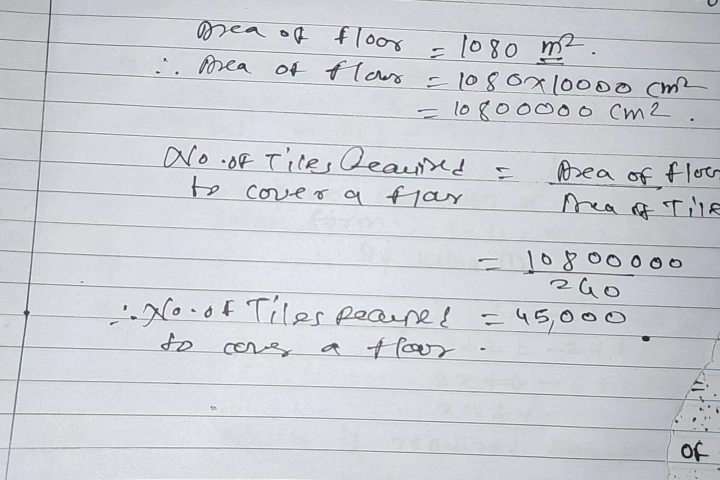 Area of floor = 1080 m².
∴ Area of floor = 1080×10000 cm²
= 10800000 cm².
No. of Tiles Required = Area of floor
to cover a floor Area of Tile
= 10800000
240
∴ No. of Tiles Required = 45,000.
to cover a floor.
of